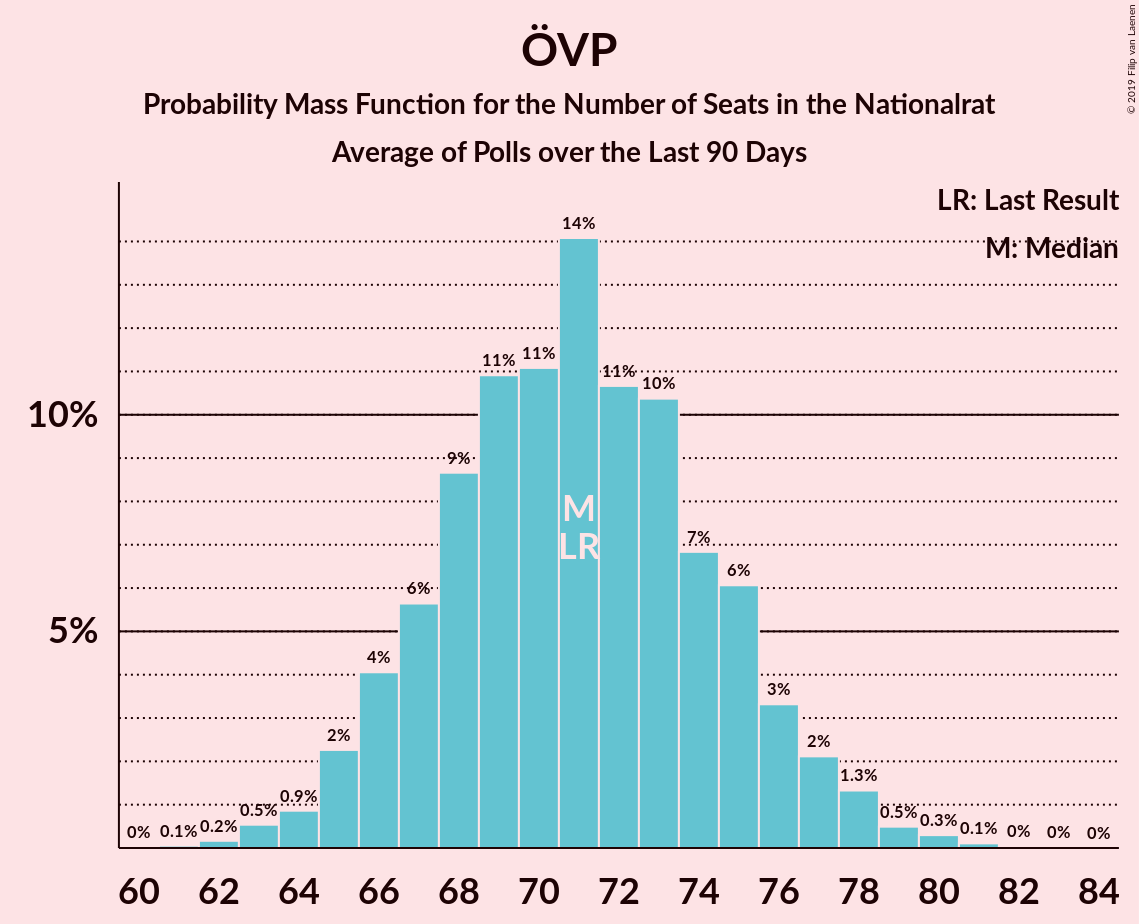 ÖVP
Probability Mass Function for the Number of Seats in the Nationalrat
Average of Polls over the Last 90 Days
© 2019 Filip van Laenen
LR: Last Result
M: Median
14%
11% 11% 11% 10%
10%
9%
M
LR
7%
6% 6%
5%
4%
3%
2% 2%
1.3%
0% 0.1% 0.2% 0.5% 0.9% 0.5% 0.3% 0.1% 0% 0% 0%
60 62 64 66 68 70 72 74 76 78 80 82 84